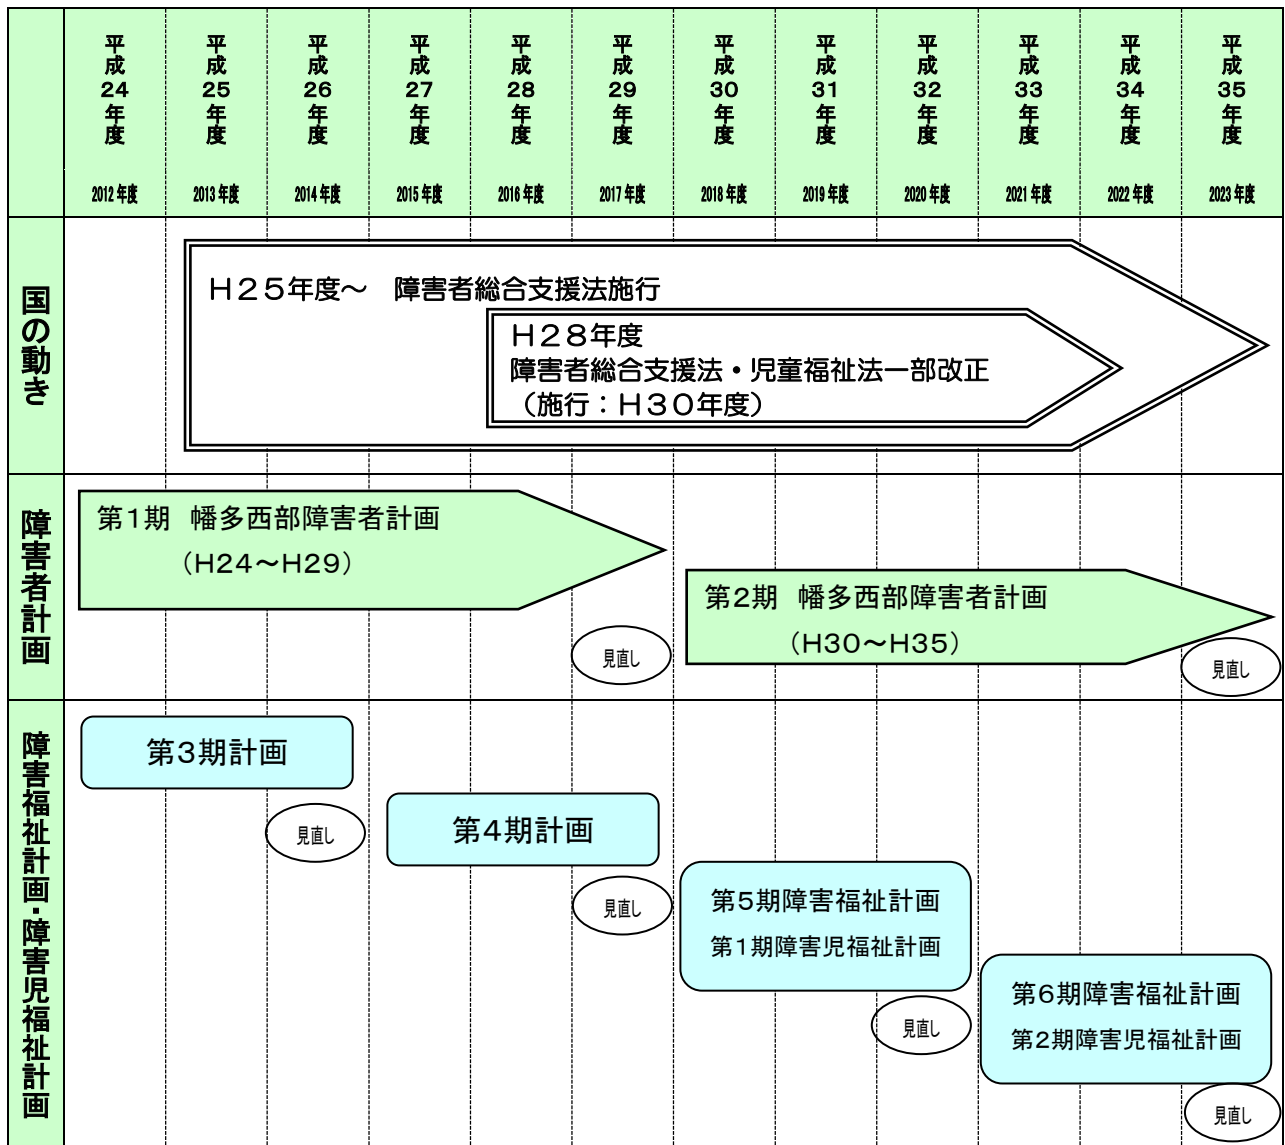 平成24年度
平成25年度
平成26年度
平成27年度
平成28年度
平成29年度
平成30年度
平成31年度
平成32年度
平成33年度
平成34年度
平成35年度
2012年度
2013年度
2014年度
2015年度
2016年度
2017年度
2018年度
2019年度
2020年度
2021年度
2022年度
2023年度
国の動き
H25年度～ 障害者総合支援法施行
H28年度
障害者総合支援法・児童福祉法一部改正
（施行：H30年度）
障害者計画
第1期 幡多西部障害者計画
（H24～H29）
見直し
第2期 幡多西部障害者計画
（H30～H35）
見直し
障害福祉計画・障害児福祉計画
第3期計画
見直し
第4期計画
見直し
第5期障害福祉計画
第1期障害児福祉計画
見直し
第6期障害福祉計画
第2期障害児福祉計画
見直し